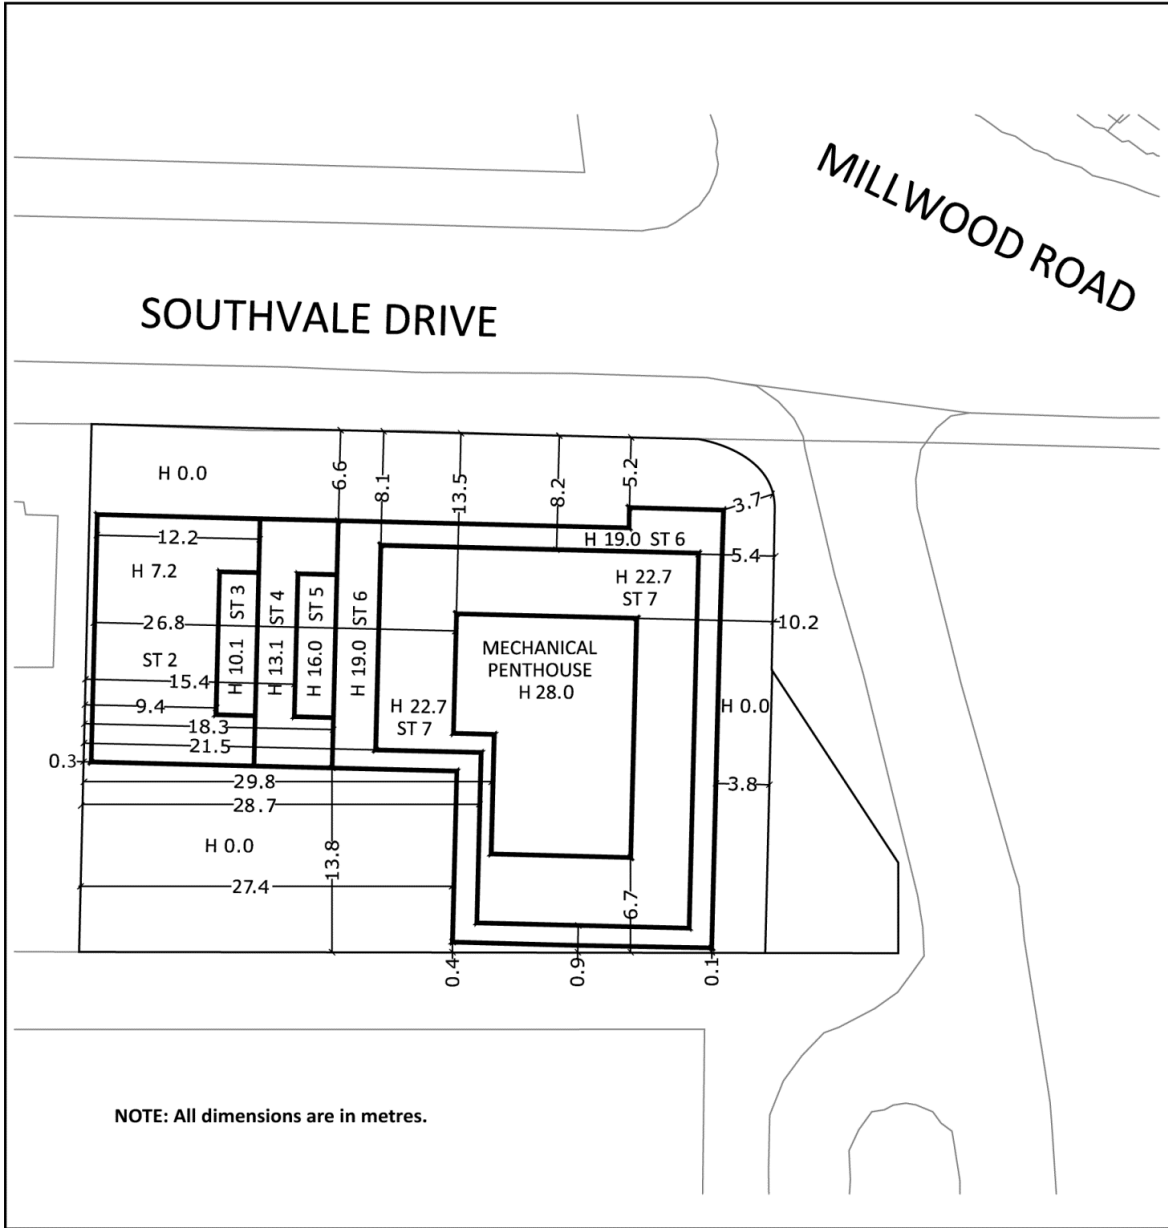 MILLWOOD ROAD
SOUTHVALE DRIVE
H 0.0
6.6
8.1
13.5
8.2
5.2
3.7
12.2
H 19.0 ST 6
5.4
H 7.2
H 22.7
ST 7
H 10.1 ST 3
H 13.1 ST 4
H 16.0 ST 5
H 19.0 ST 6
26.8
10.2
MECHANICAL
PENTHOUSE
H 28.0
ST 2
15.4
9.4
H 22.7
ST 7
H 0.0
18.3
21.5
0.3
29.8
3.8
28.7
H 0.0
13.8
27.4
6.7
0.4
0.9
0.1
NOTE: All dimensions are in metres.